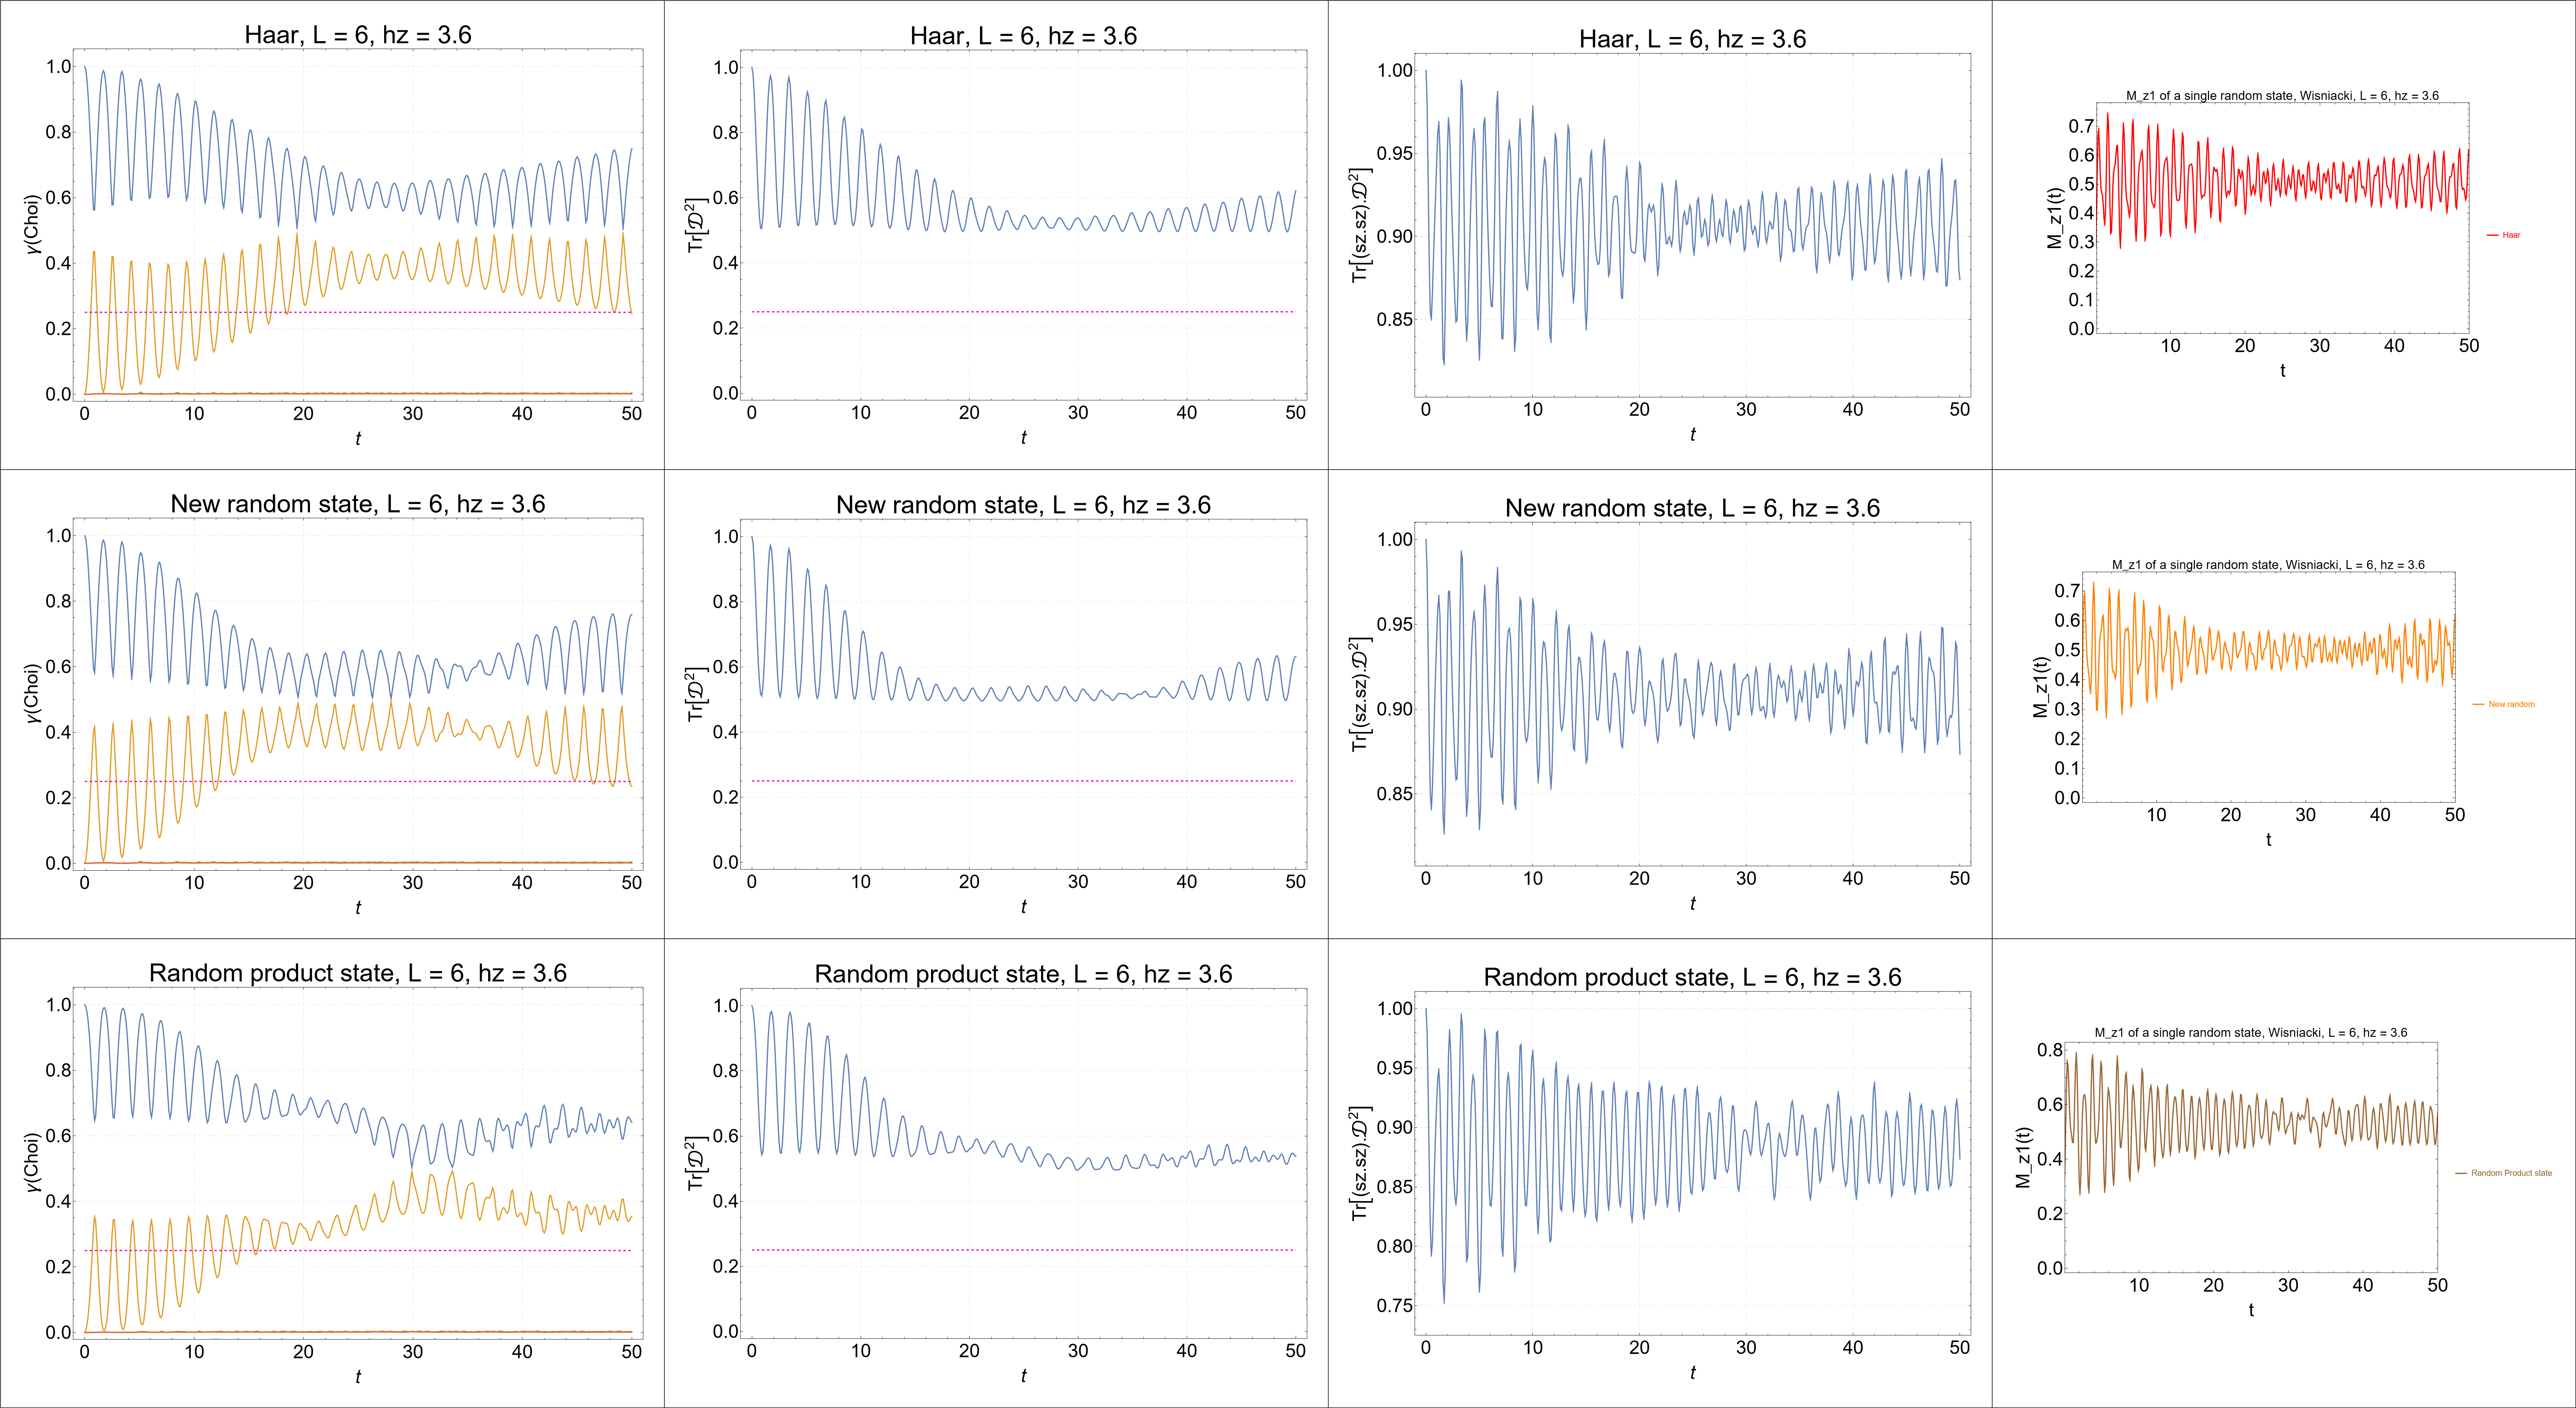 Haar, L = 6, hz = 3.6
γ(Choi)
1.0
0.8
0.6
0.4
0.2
0.0
0 10 20 30 40 50
t
Haar, L = 6, hz = 3.6
Tr[𝒟²]
1.0
0.8
0.6
0.4
0.2
0.0
0 10 20 30 40 50
t
Haar, L = 6, hz = 3.6
Tr[(sz.sz).𝒟²]
1.00
0.95
0.90
0.85
0 10 20 30 40 50
t
M_z1 of a single random state, Wisniacki, L = 6, hz = 3.6
M_z1(t)
0.7
0.6
0.5
0.4
0.3
0.2
0.1
0.0
10 20 30 40 50
t
Haar
New random state, L = 6, hz = 3.6
γ(Choi)
1.0
0.8
0.6
0.4
0.2
0.0
0 10 20 30 40 50
t
New random state, L = 6, hz = 3.6
Tr[𝒟²]
1.0
0.8
0.6
0.4
0.2
0.0
0 10 20 30 40 50
t
New random state, L = 6, hz = 3.6
Tr[(sz.sz).𝒟²]
1.00
0.95
0.90
0.85
0 10 20 30 40 50
t
M_z1 of a single random state, Wisniacki, L = 6, hz = 3.6
M_z1(t)
0.7
0.6
0.5
0.4
0.3
0.2
0.1
0.0
10 20 30 40 50
t
New random
Random product state, L = 6, hz = 3.6
γ(Choi)
1.0
0.8
0.6
0.4
0.2
0.0
0 10 20 30 40 50
t
Random product state, L = 6, hz = 3.6
Tr[𝒟²]
1.0
0.8
0.6
0.4
0.2
0.0
0 10 20 30 40 50
t
Random product state, L = 6, hz = 3.6
Tr[(sz.sz).𝒟²]
1.00
0.95
0.90
0.85
0.80
0.75
0 10 20 30 40 50
t
M_z1 of a single random state, Wisniacki, L = 6, hz = 3.6
M_z1(t)
0.8
0.6
0.4
0.2
0.0
10 20 30 40 50
t
Random Product state